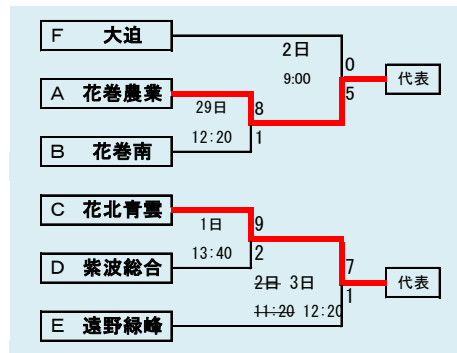 F 大迫
2日
9:00
0
代表
5
A 花巻農業
29日
8
12:20
1
B 花巻南
C 花北青雲
1日
9
13:40
2
D 紫波総合
2日 3日
7
代表
11:20 12:20
1
E 遠野緑峰